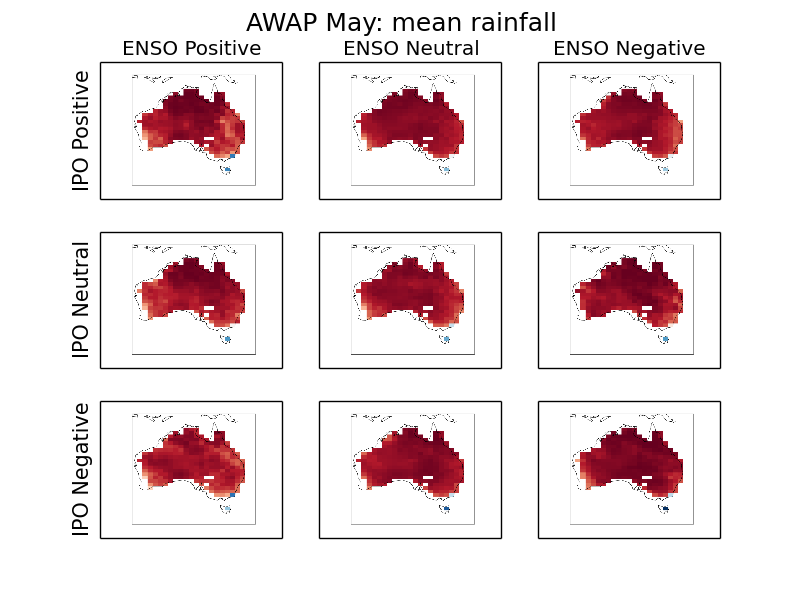 AWAP May: mean rainfall
ENSO Positive
ENSO Neutral
ENSO Negative
IPO Positive
IPO Neutral
IPO Negative